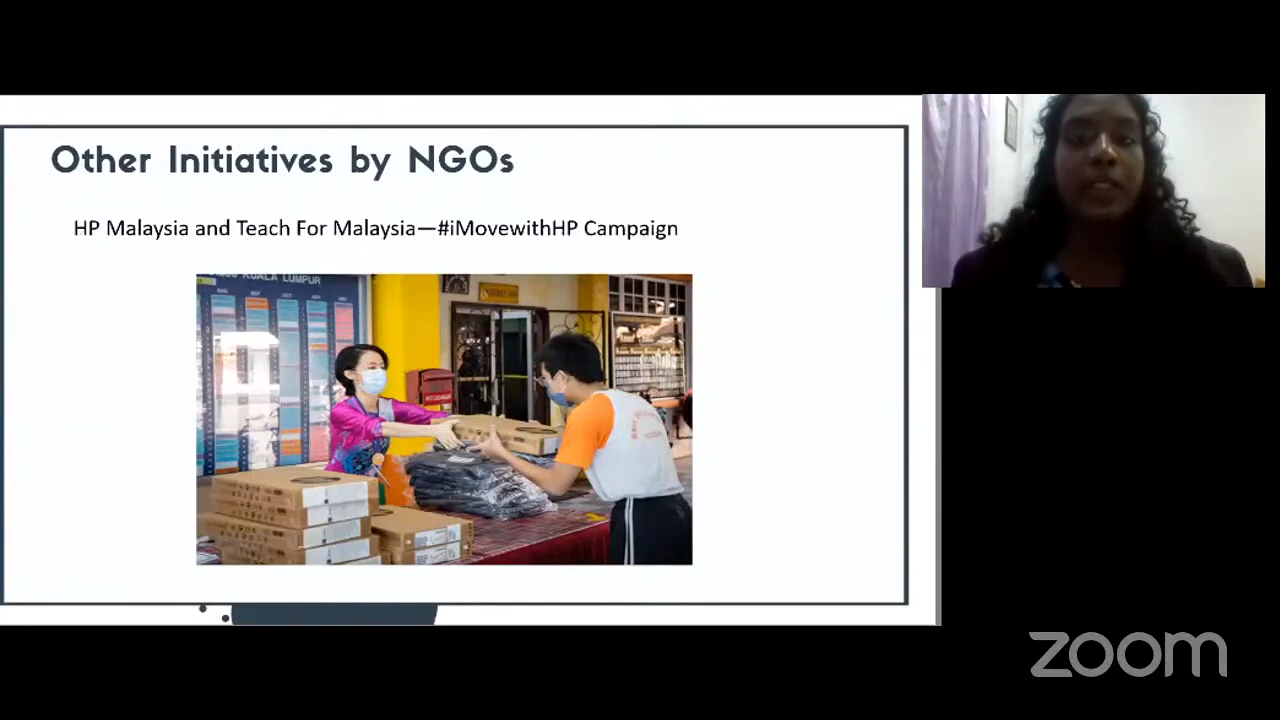 Other Initiatives by NGOs
HP Malaysia and Teach For Malaysia—#iMovewithHP Campaign
KUALA LUMPUR
zoom